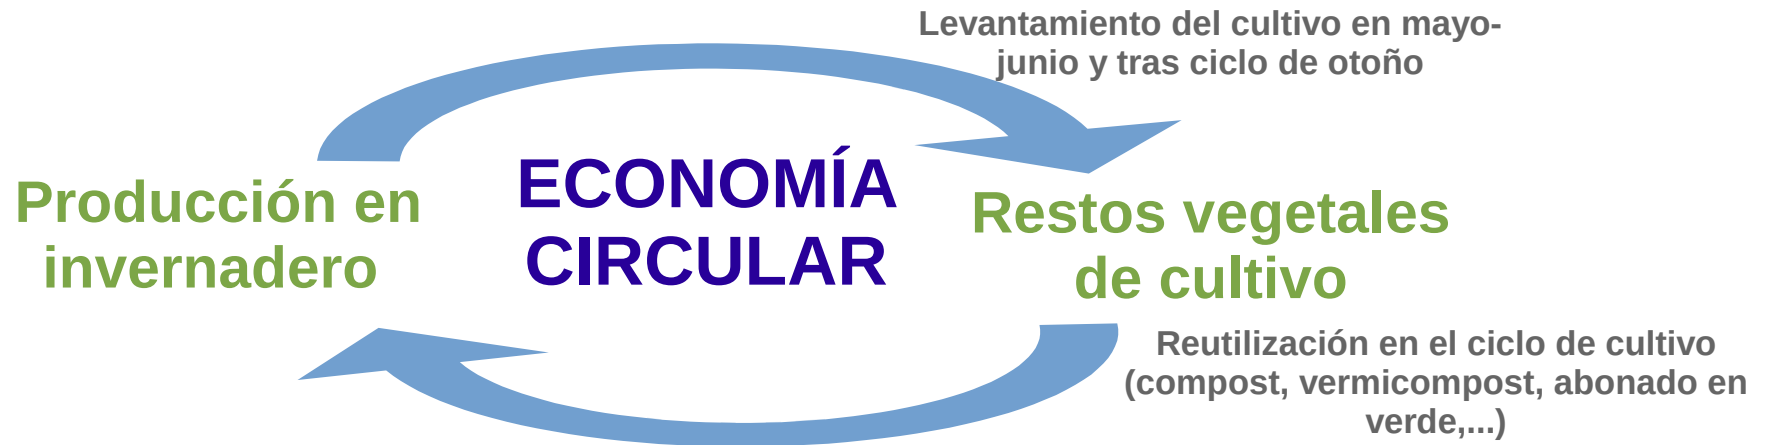 Levantamiento del cultivo en mayo-
junio y tras ciclo de otoño
ECONOMÍA
CIRCULAR
Producción en
invernadero
Restos vegetales
de cultivo
Reutilización en el ciclo de cultivo
(compost, vermicompost, abonado en
verde,...)